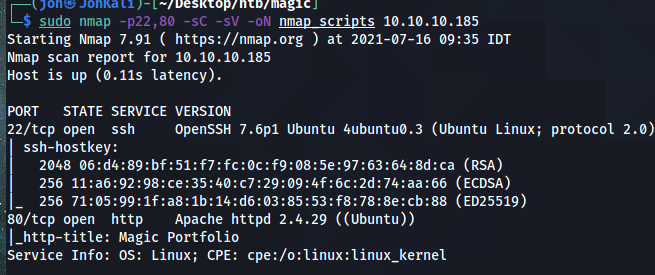 (jon㉿JonKali)-[~/Desktop/htb/magic]
$ sudo nmap -p22,80 -sC -sV -oN nmap_scripts 10.10.10.185
Starting Nmap 7.91 ( https://nmap.org ) at 2021-07-16 09:35 IDT
Nmap scan report for 10.10.10.185
Host is up (0.11s latency).

PORT   STATE SERVICE VERSION
22/tcp open  ssh     OpenSSH 7.6p1 Ubuntu 4ubuntu0.3 (Ubuntu Linux; protocol 2.0)
| ssh-hostkey:
|   2048 06:d4:89:bf:51:f7:fc:0c:f9:08:5e:97:63:64:8d:ca (RSA)
|   256 11:a6:92:98:ce:35:40:c7:29:09:4f:6c:2d:74:aa:66 (ECDSA)
|_  256 71:05:99:1f:a8:1b:14:d6:03:85:53:f8:78:8e:cb:88 (ED25519)
80/tcp open  http    Apache httpd 2.4.29 ((Ubuntu))
|_http-title: Magic Portfolio
Service Info: OS: Linux; CPE: cpe:/o:linux:linux_kernel